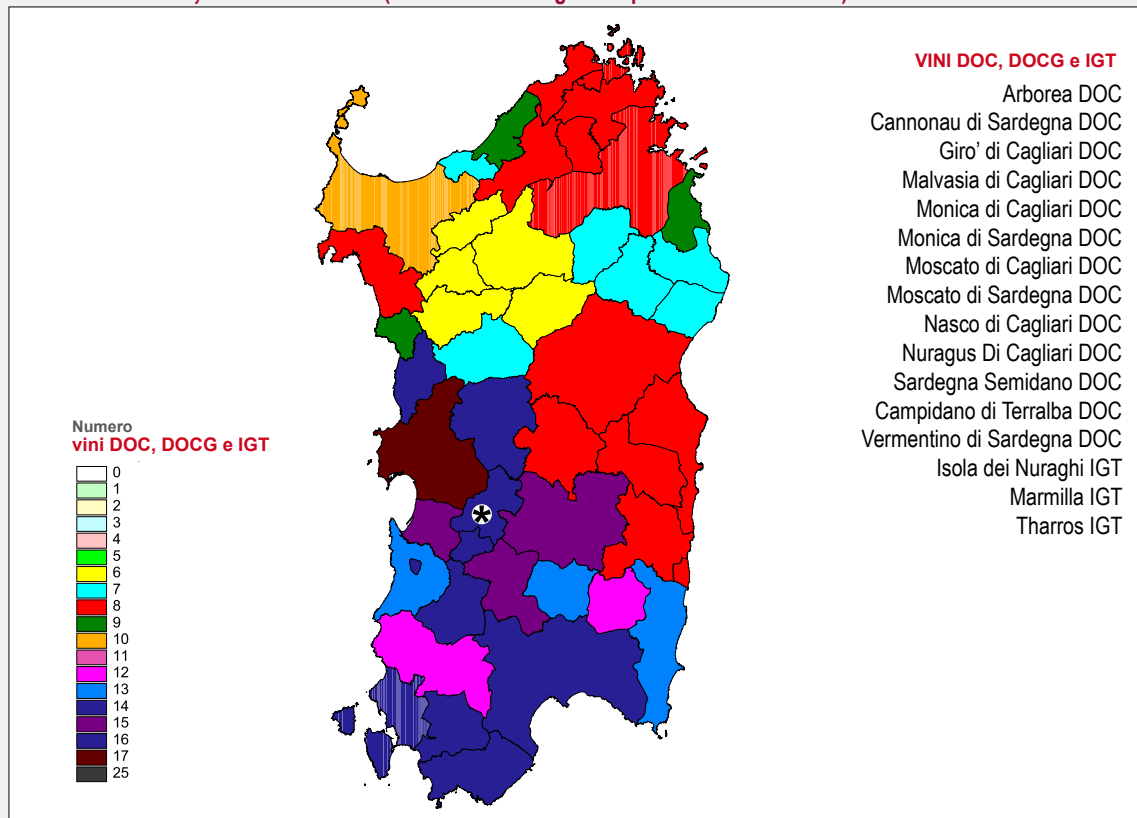 VINI DOC, DOCG e IGT
Arborea DOC
Cannonau di Sardegna DOC
Giro' di Cagliari DOC
Malvasia di Cagliari DOC
Monica di Cagliari DOC
Monica di Sardegna DOC
Moscato di Cagliari DOC
Moscato di Sardegna DOC
Nasco di Cagliari DOC
Nuragus Di Cagliari DOC
Sardegna Semidano DOC
Campidano di Terralba DOC
Vermentino di Sardegna DOC
Isola dei Nuraghi IGT
Marmilla IGT
Tharros IGT
Numero
vini DOC, DOCG e IGT
0
1
2
3
4
5
6
7
8
9
10
11
12
13
14
15
16
17
25
*